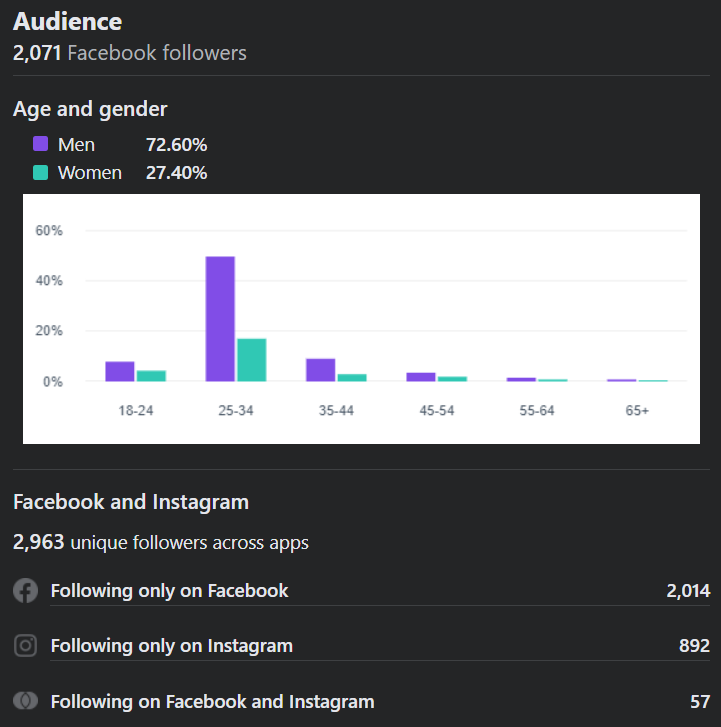 Audience
2,071 Facebook followers
Age and gender
Men 72.60%
Women 27.40%
60%
40%
20%
0%
18-24 25-34 35-44 45-54 55-64 65+
Facebook and Instagram
2,963 unique followers across apps
Following only on Facebook 2,014
Following only on Instagram 892
Following on Facebook and Instagram 57